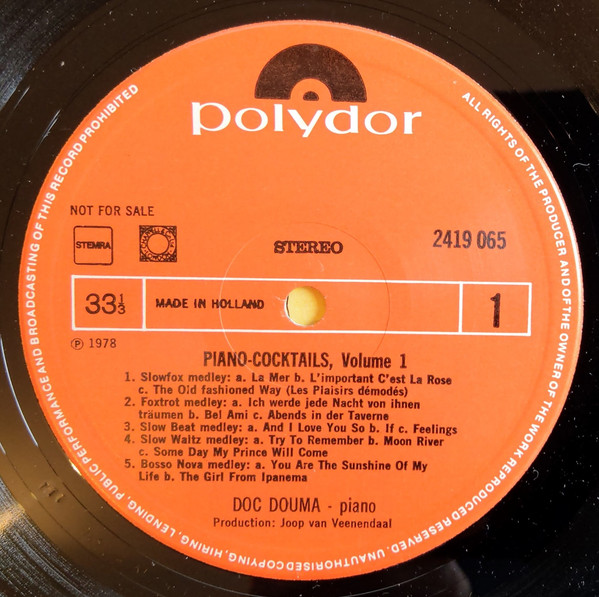 polydor
ALL RIGHTS OF THE PRODUCER AND OF THE OWNER OF THE WORK REPRODUCED RESERVED. UNAUTHORISED COPYING, HIRING, LENDING, PUBLIC PERFORMANCE AND BROADCASTING OF THIS RECORD PROHIBITED
NOT FOR SALE
STEMRA
STEREO
2419 065
33 1/3
MADE IN HOLLAND
1
Ⓟ 1978
PIANO-COCKTAILS, Volume 1
1. Slowfox medley: a. La Mer b. L'important C'est La Rose
c. The Old fashioned Way (Les Plaisirs démodés)
2. Foxtrot medley: a. Ich werde jede Nacht von ihnen
träumen b. Bel Ami c. Abends in der Taverne
3. Slow Beat medley: a. And I Love You So b. If c. Feelings
4. Slow Waltz medley: a. Try To Remember b. Moon River
c. Some Day My Prince Will Come
5. Bosso Nova medley: a. You Are The Sunshine Of My
Life b. The Girl From Ipanema
DOC DOUMA - piano
Production: Joop van Veenendaal